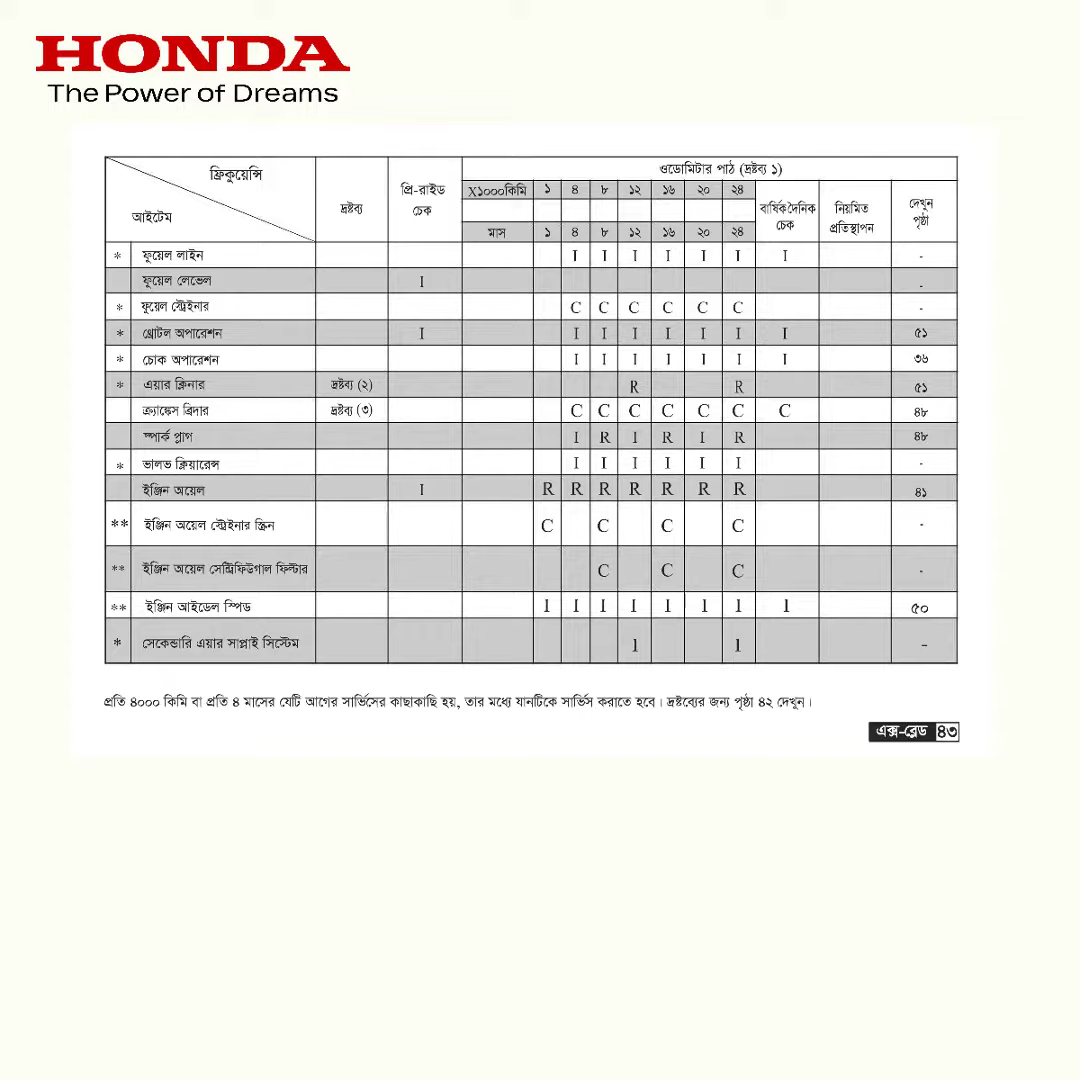 HONDA
The Power of Dreams
ফ্রিকুয়েন্সি
আইটেম
দ্রষ্টব্য
প্রি-রাইড চেক
ওডোমিটার পাঠ (দ্রষ্টব্য ১)
X১০০০কিমি ১ ৪ ৮ ১২ ১৬ ২০ ২৪
মাস ১ ৪ ৮ ১২ ১৬ ২০ ২৪
বার্ষিক দৈনিক চেক
নিয়মিত প্রতিস্থাপন
দেখুন পৃষ্ঠা
* ফুয়েল লাইন I I I I I I I -
ফুয়েল লেভেল I -
* ফুয়েল স্ট্রেইনার C C C C C C -
* থ্রোটল অপারেশন I I I I I I I I ৫১
* চোক অপারেশন I I I I I I I ৩৬
* এয়ার ক্লিনার দ্রষ্টব্য (২) R R ৫১
ক্র্যাঙ্কেস ব্রিদার দ্রষ্টব্য (৩) C C C C C C C ৪৮
স্পার্ক প্লাগ I R I R I R ৪৮
* ভালভ ক্লিয়ারেন্স I I I I I I -
ইঞ্জিন অয়েল I R R R R R R R ৪১
** ইঞ্জিন অয়েল স্ট্রেইনার স্ক্রিন C C C C -
** ইঞ্জিন অয়েল সেন্ট্রিফিউগাল ফিল্টার C C C -
** ইঞ্জিন আইডেল স্পিড I I I I I I I I ৫০
* সেকেন্ডারি এয়ার সাপ্লাই সিস্টেম I I -
প্রতি ৪০০০ কিমি বা প্রতি ৪ মাসের যেটি আগের সার্ভিসের কাছাকাছি হয়, তার মধ্যে যানটিকে সার্ভিস করাতে হবে। দ্রষ্টব্যের জন্য পৃষ্ঠা ৪২ দেখুন।
এক্স-ব্লেড ৪৩